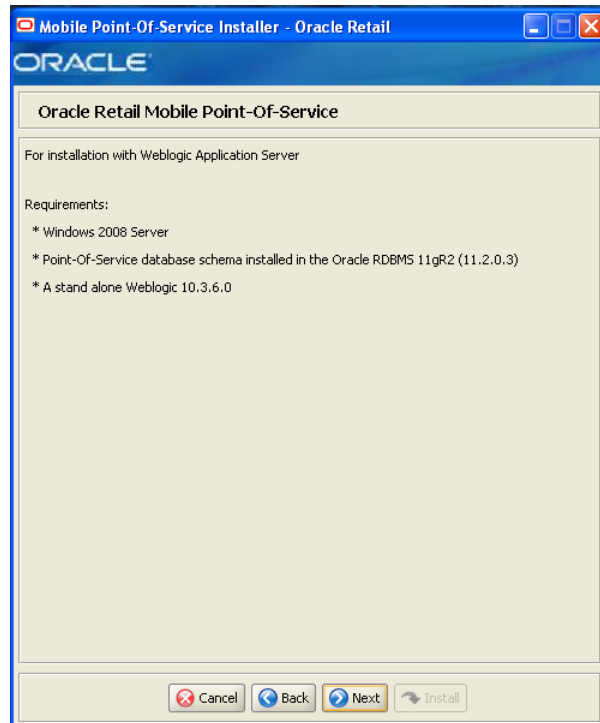 Mobile Point-Of-Service Installer - Oracle Retail
ORACLE
Oracle Retail Mobile Point-Of-Service
For installation with Weblogic Application Server
Requirements:
* Windows 2008 Server
* Point-Of-Service database schema installed in the Oracle RDBMS 11gR2 (11.2.0.3)
* A stand alone Weblogic 10.3.6.0
Cancel Back Next Install